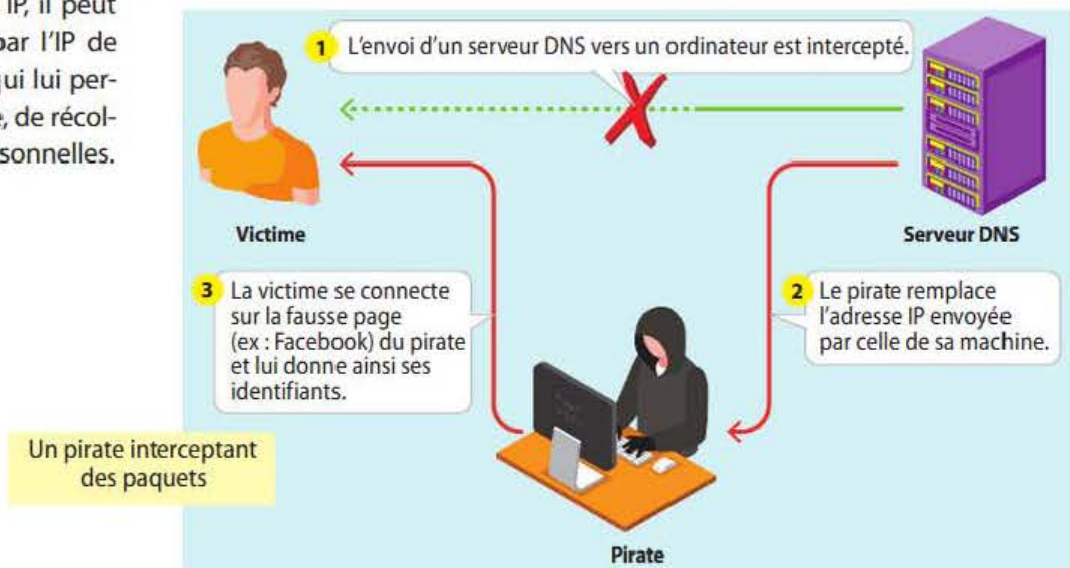 IP, il peut
par l'IP de
qui lui per-
e, de récol-
sonnelles.
1 L'envoi d'un serveur DNS vers un ordinateur est intercepté.
Victime
Serveur DNS
2 Le pirate remplace
l'adresse IP envoyée
par celle de sa machine.
3 La victime se connecte
sur la fausse page
(ex : Facebook) du pirate
et lui donne ainsi ses
identifiants.
Un pirate interceptant
des paquets
Pirate